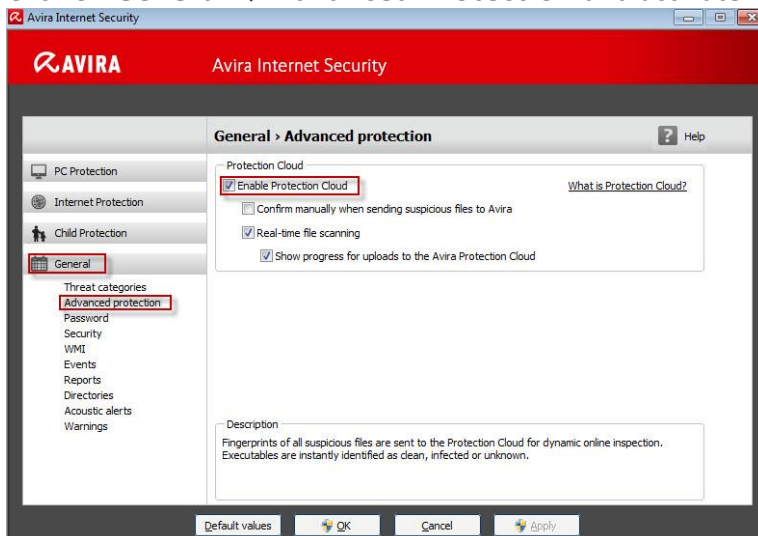 Avira Internet Security
AVIRA
Avira Internet Security
General › Advanced protection
Help
PC Protection
Internet Protection
Child Protection
General
Threat categories
Advanced protection
Password
Security
WMI
Events
Reports
Directories
Acoustic alerts
Warnings
Protection Cloud
Enable Protection Cloud
What is Protection Cloud?
Confirm manually when sending suspicious files to Avira
Real-time file scanning
Show progress for uploads to the Avira Protection Cloud
Description
Fingerprints of all suspicious files are sent to the Protection Cloud for dynamic online inspection.
Executables are instantly identified as clean, infected or unknown.
Default values
OK
Cancel
Apply